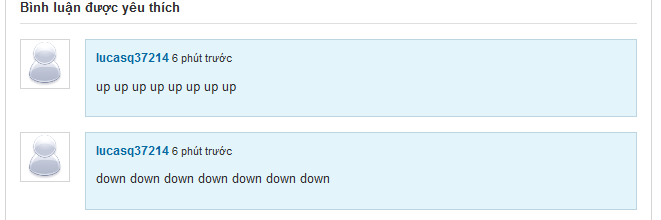 Bình luận được yêu thích
lucasq37214 6 phút trước
up up up up up up up up
lucasq37214 6 phút trước
down down down down down down down